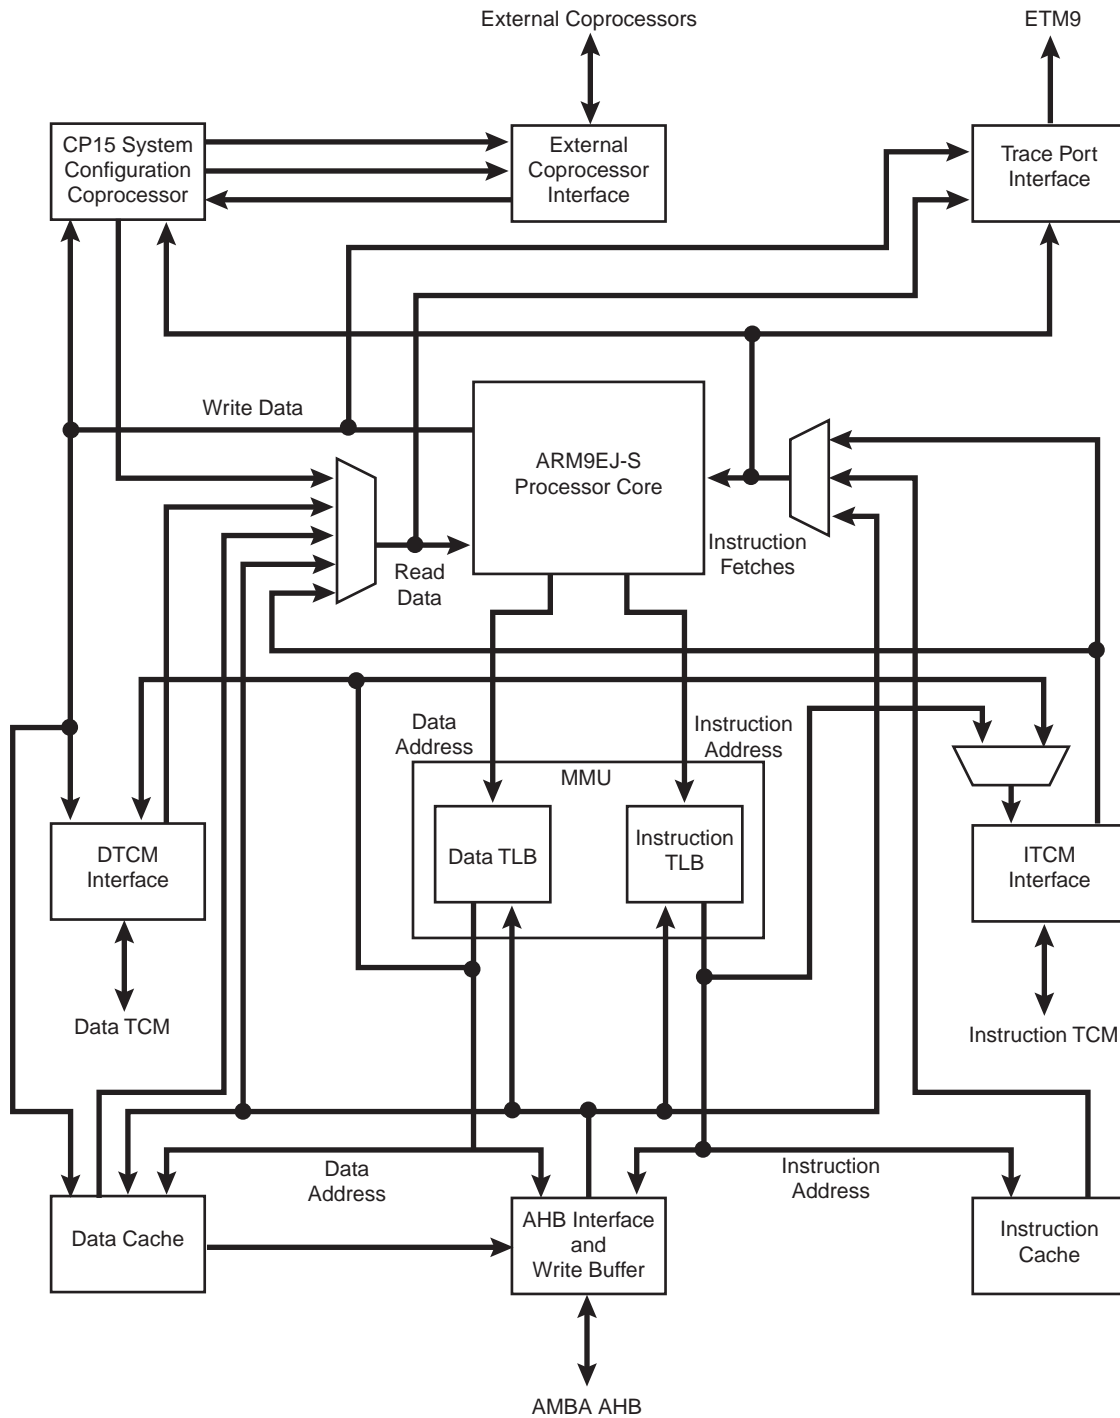 External Coprocessors
ETM9
CP15 System
Configuration
Coprocessor
External
Coprocessor
Interface
Trace Port
Interface
Write Data
ARM9EJ-S
Processor Core
Instruction
Fetches
Read
Data
Data
Address
Instruction
Address
MMU
DTCM
Interface
Data TLB
Instruction
TLB
ITCM
Interface
Data TCM
Instruction TCM
Data
Address
Instruction
Address
Data Cache
AHB Interface
and
Write Buffer
Instruction
Cache
AMBA AHB